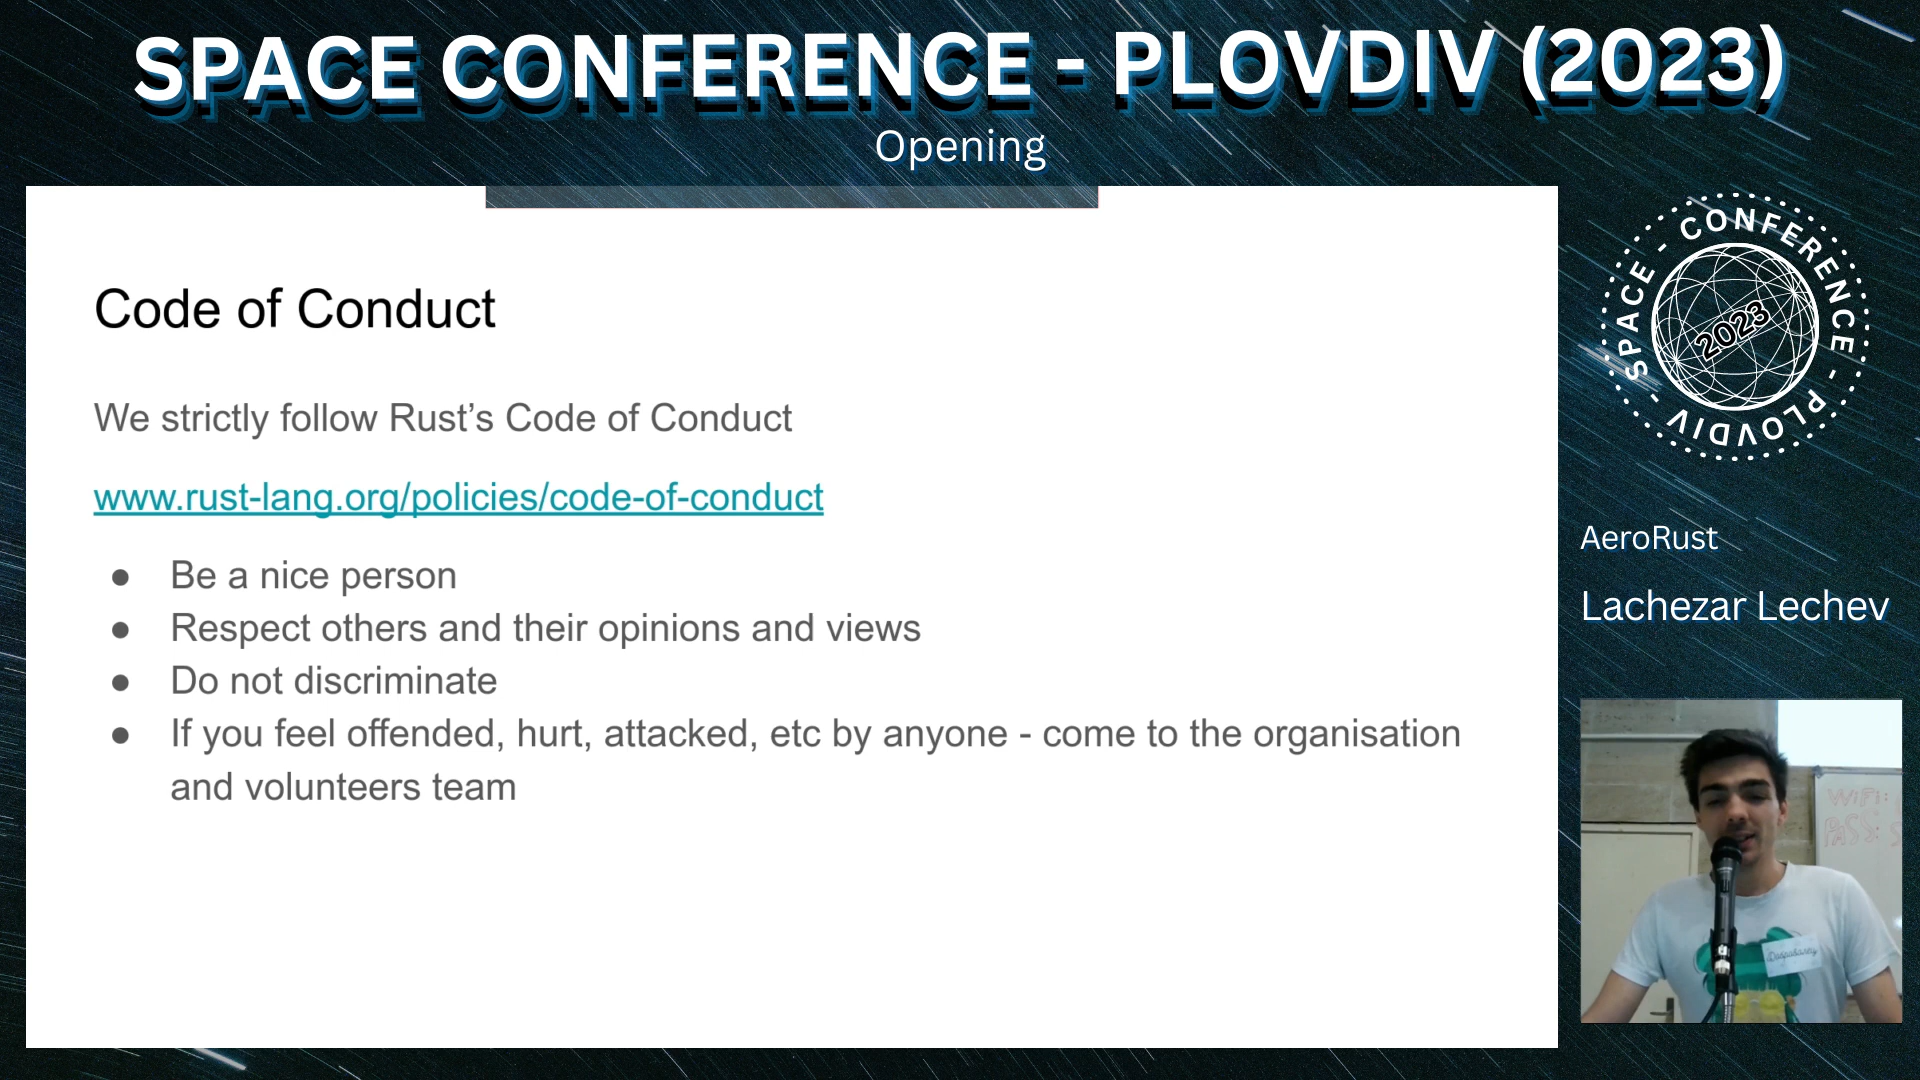 SPACE CONFERENCE - PLOVDIV (2023)
Opening
Code of Conduct
We strictly follow Rust’s Code of Conduct
www.rust-lang.org/policies/code-of-conduct
● Be a nice person
● Respect others and their opinions and views
● Do not discriminate
● If you feel offended, hurt, attacked, etc by anyone - come to the organisation
and volunteers team
SPACE - CONFERENCE - PLOVDIV -
2023
AeroRust
Lachezar Lechev
WiFi:
PASS: